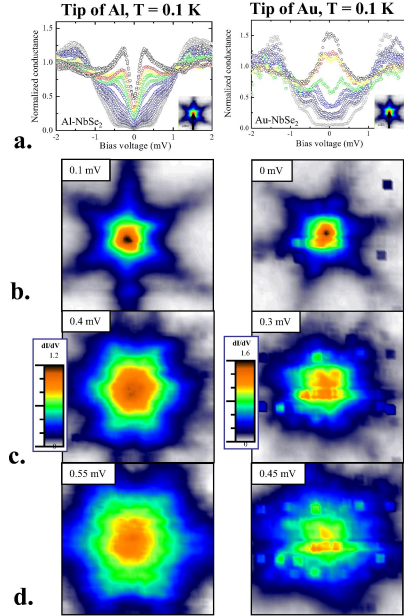 Tip of Al, T = 0.1 K
Tip of Au, T = 0.1 K
Normalized conductance
1.5
1.0
0.5
0.0
-2
-1
0
1
2
Bias voltage (mV)
Al-NbSe2
Normalized conductance
1.5
1.0
0.5
0.0
-2
-1
0
1
2
Bias voltage (mV)
Au-NbSe2
a.
0.1 mV
0 mV
b.
0.4 mV
0.3 mV
dI/dV
1.2
0
dI/dV
1.6
0
c.
0.55 mV
0.45 mV
d.